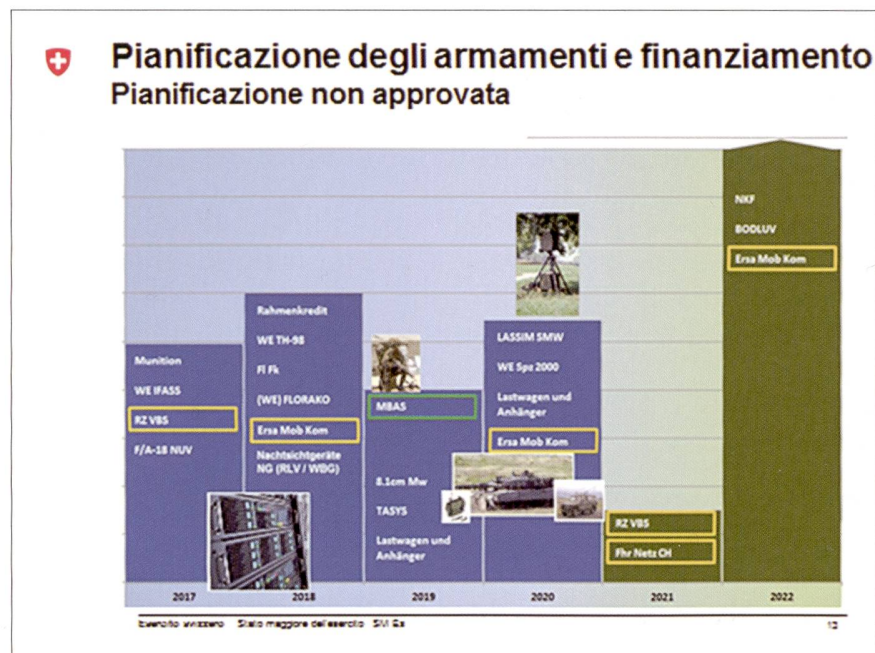 Pianificazione degli armamenti e finanziamento
Pianificazione non approvata
Munition
WE IFASS
RZ VBS
F/A-18 NUV
Rahmenkredit
WE TH-98
Fl Fk
(WE) FLORAKO
Ersa Mob Kom
Nachtsichtgeräte
NG (RLV / WBG)
MBAS
8.1cm Mw
TASYS
Lastwagen und
Anhänger
LASSIM SMW
WE Spz 2000
Lastwagen und
Anhänger
Ersa Mob Kom
RZ VBS
Fhr Netz CH
NKF
BODLUV
Ersa Mob Kom
2017
2018
2019
2020
2021
2022
Esercito svizzero Stato maggiore dell'esercito SM Es